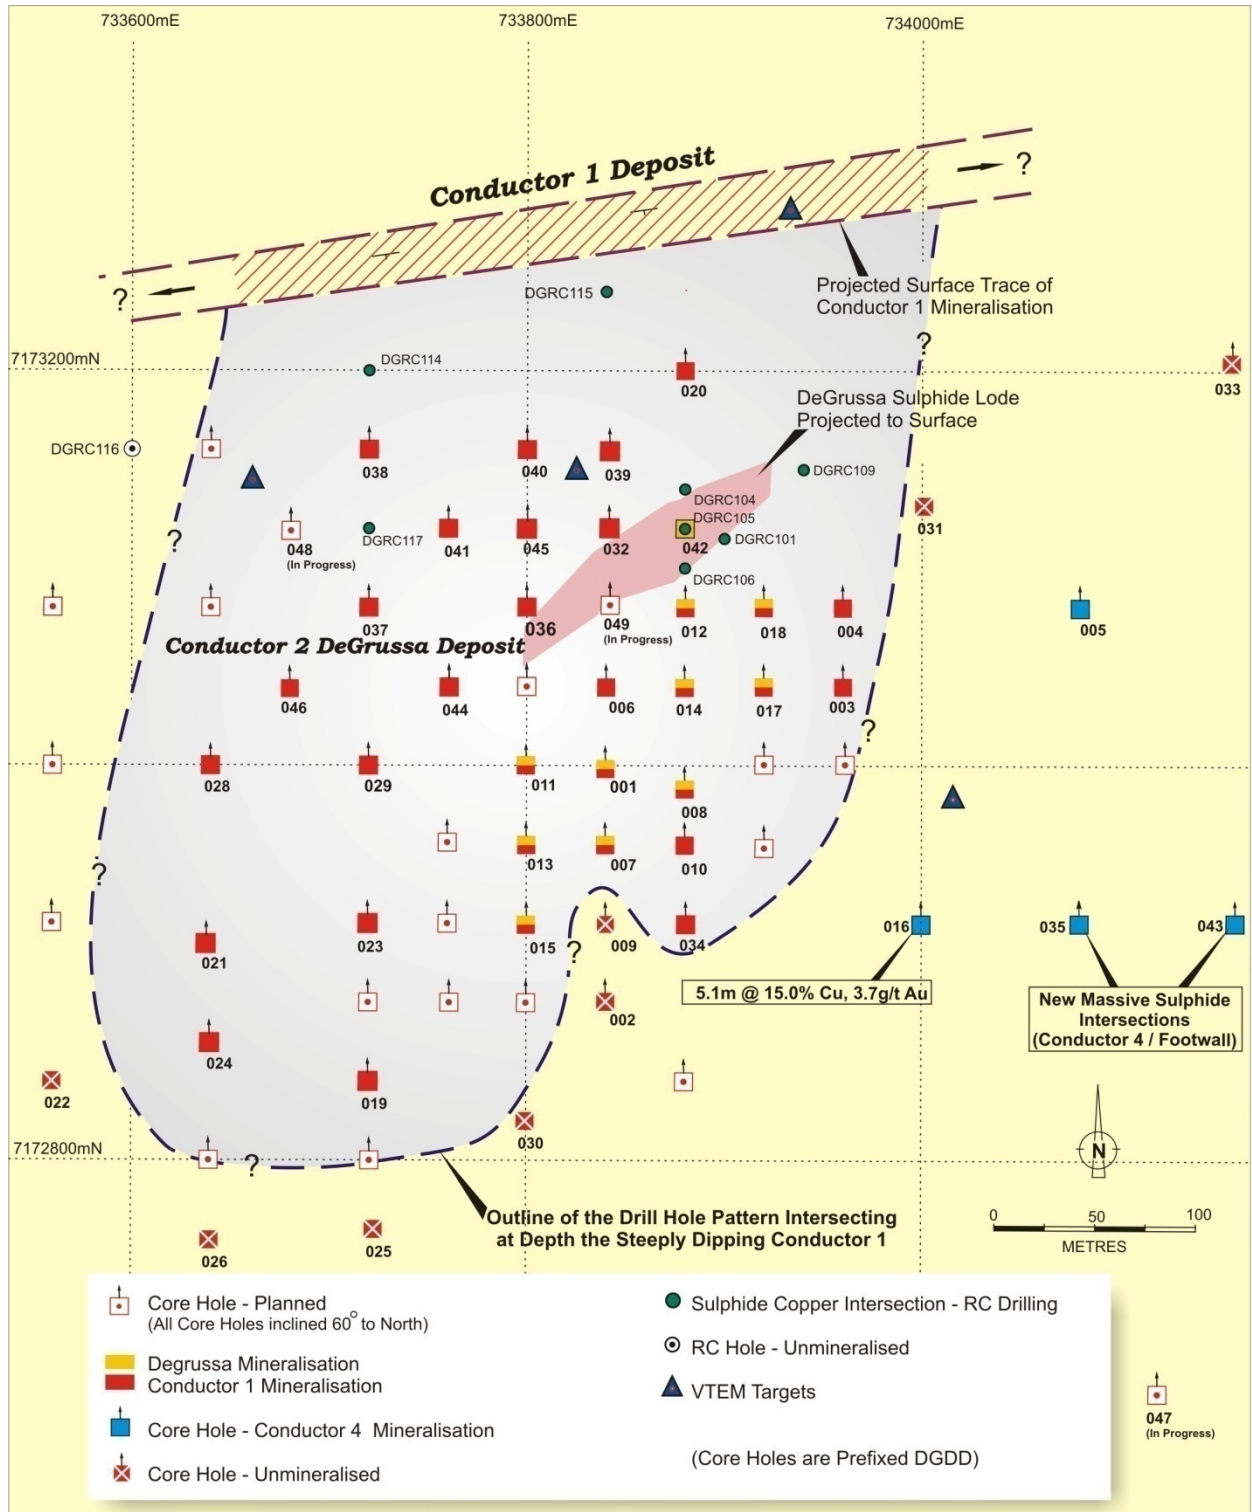 733600mE
733800mE
734000mE
Conductor 1 Deposit
?
?
DGRC115
Projected Surface Trace of
Conductor 1 Mineralisation
7173200mN
DGRC114
020
?
033
DeGrussa Sulphide Lode
Projected to Surface
DGRC116
038
040
039
DGRC109
DGRC104
DGRC105
031
?
048
(In Progress)
DGRC117
041
045
032
042
DGRC101
DGRC106
037
036
049
(In Progress)
012
018
004
005
Conductor 2 DeGrussa Deposit
046
044
006
014
017
003
?
028
029
011
001
008
013
007
010
?
021
023
015
?
009
034
016
035
043
5.1m @ 15.0% Cu, 3.7g/t Au
New Massive Sulphide
Intersections
(Conductor 4 / Footwall)
002
024
022
019
030
7172800mN
?
N
Outline of the Drill Hole Pattern Intersecting
at Depth the Steeply Dipping Conductor 1
026
025
0 50 100
METRES
Core Hole - Planned
(All Core Holes inclined 60° to North)
Degrussa Mineralisation
Conductor 1 Mineralisation
Core Hole - Conductor 4 Mineralisation
Core Hole - Unmineralised
Sulphide Copper Intersection - RC Drilling
RC Hole - Unmineralised
VTEM Targets
(Core Holes are Prefixed DGDD)
047
(In Progress)